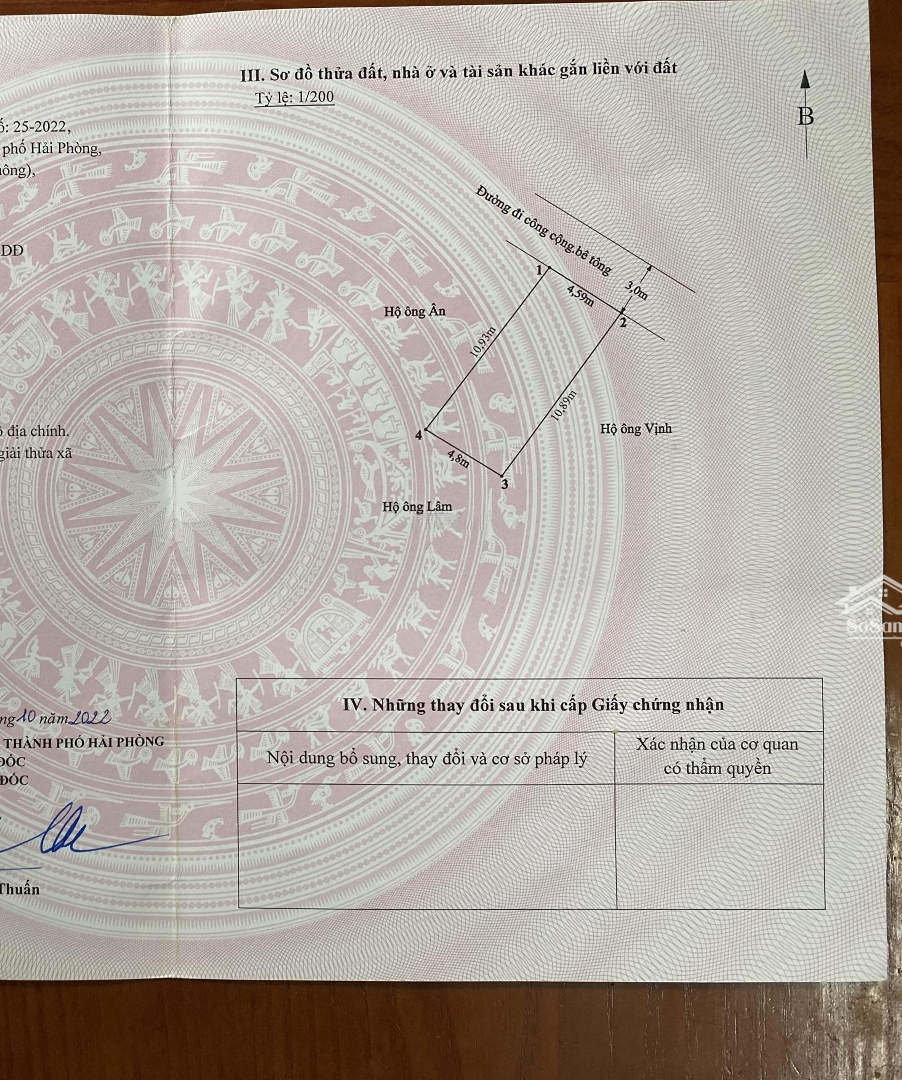 ố: 25-2022,
phố Hải Phòng,
hông),
DĐ
ồ địa chính.
giải thừa xã
ng 10 năm 2022
THÀNH PHỐ HẢI PHÒNG
ĐỐC
ĐỐC
Thuấn
III. Sơ đồ thửa đất, nhà ở và tài sản khác gắn liền với đất
Tỷ lệ: 1/200
B
Đường đi công cộng.bê tông
3,0m
1
4,59m
2
Hộ ông Ân
10,93m
10,89m
Hộ ông Vịnh
4
4,8m
3
Hộ ông Lâm
IV. Những thay đổi sau khi cấp Giấy chứng nhận
Nội dung bổ sung, thay đổi và cơ sở pháp lý
Xác nhận của cơ quan
có thẩm quyền